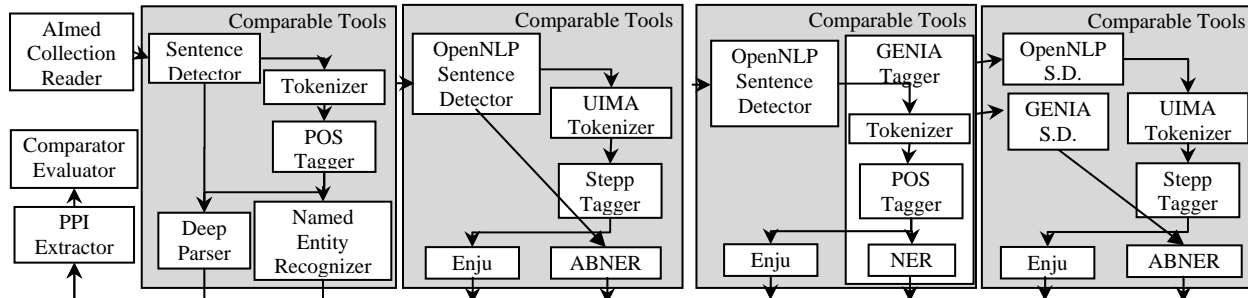 AImed
Collection
Reader
Comparator
Evaluator
PPI
Extractor
Comparable Tools
Sentence
Detector
Tokenizer
POS
Tagger
Deep
Parser
Named
Entity
Recognizer
Comparable Tools
OpenNLP
Sentence
Detector
UIMA
Tokenizer
Stepp
Tagger
Enju
ABNER
Comparable Tools
OpenNLP
Sentence
Detector
GENIA
Tagger
Tokenizer
POS
Tagger
Enju
NER
Comparable Tools
OpenNLP
S.D.
GENIA
S.D.
UIMA
Tokenizer
Stepp
Tagger
Enju
ABNER